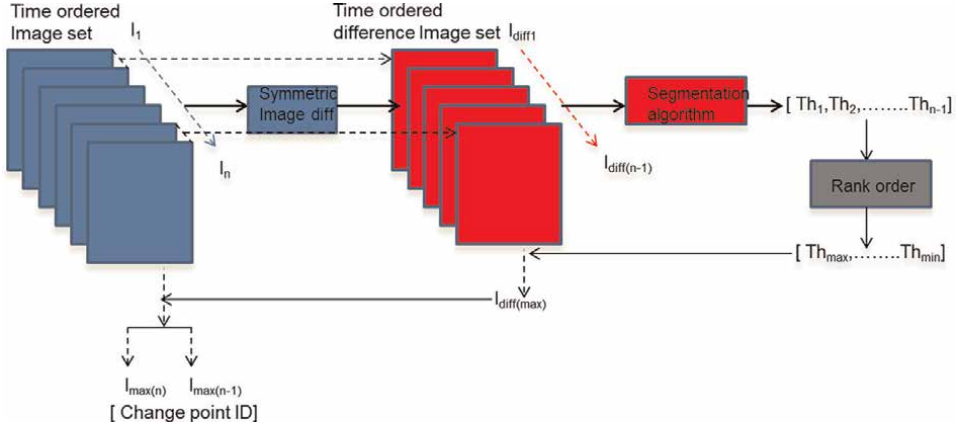 Time ordered
Image set
I1
In
Symmetric
Image diff
Time ordered
difference Image set
Idiff1
Idiff(n-1)
Segmentation
algorithm
[ Th1,Th2,........Thn-1]
Rank order
[ Thmax,........Thmin]
Idiff(max)
Imax(n) Imax(n-1)
[ Change point ID]